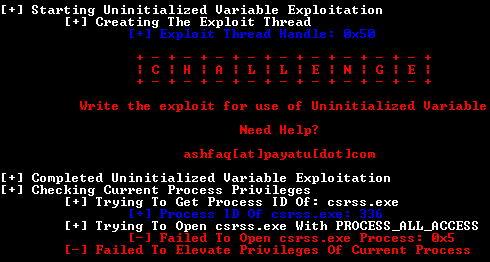 [+] Starting Uninitialized Variable Exploitation
[+] Creating The Exploit Thread
[+] Exploit Thread Handle: 0x50
+ - + - + - + - + - + - + - + - + - +
| C | H | A | L | L | E | N | G | E |
+ - + - + - + - + - + - + - + - + - +
Write the exploit for use of Uninitialized Variable
Need Help?
ashfaq[at]payatu[dot]com
[+] Completed Uninitialized Variable Exploitation
[+] Checking Current Process Privileges
[+] Trying To Get Process ID Of: csrss.exe
[+] Process ID Of csrss.exe: 336
[+] Trying To Open csrss.exe With PROCESS_ALL_ACCESS
[-] Failed To Open csrss.exe Process: 0x5
[-] Failed To Elevate Privileges Of Current Process